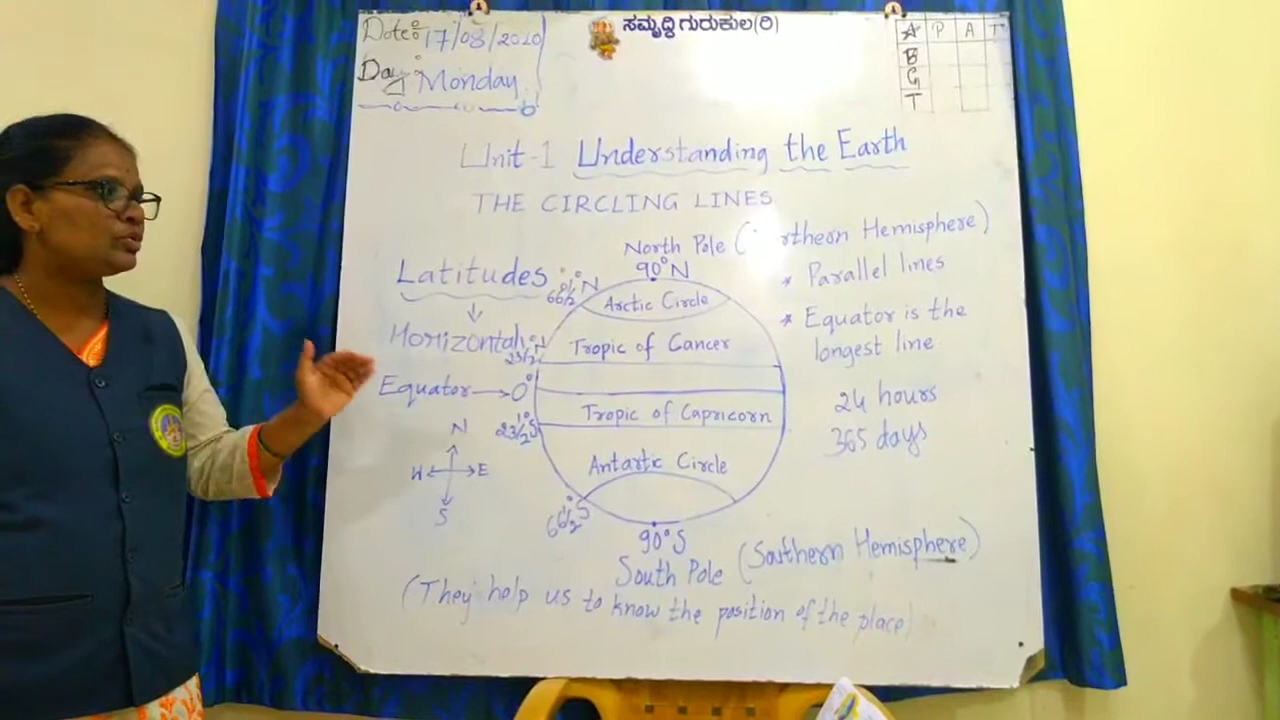 Date: 17/08/2020
Day: Monday
ಸಮೃದ್ಧಿ ಗುರುಕುಲ(ರಿ)
A P A T
B
G
T
Unit-1 Understanding the Earth
THE CIRCLING LINES
North Pole ( rthern Hemisphere)
90°N
Latitudes
66½°N
Arctic Circle
* Parallel lines
Horizontal
23½°N
Tropic of Cancer
* Equator is the
longest line
Equator → 0°
Tropic of Capricorn
23½°S
24 hours
365 days
N
W E
S
Antartic Circle
66½°S
90°S
South Pole (Southern Hemisphere)
(They help us to know the position of the place)